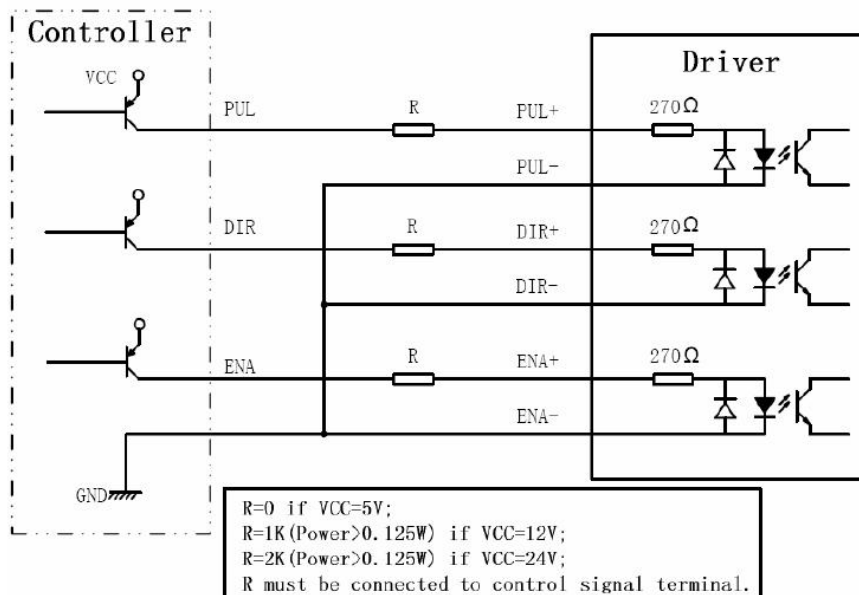 Controller
Driver
VCC
PUL
R
PUL+
270Ω
PUL-
DIR
R
DIR+
270Ω
DIR-
ENA
R
ENA+
270Ω
ENA-
GND
R=0 if VCC=5V;
R=1K(Power>0.125W) if VCC=12V;
R=2K(Power>0.125W) if VCC=24V;
R must be connected to control signal terminal.